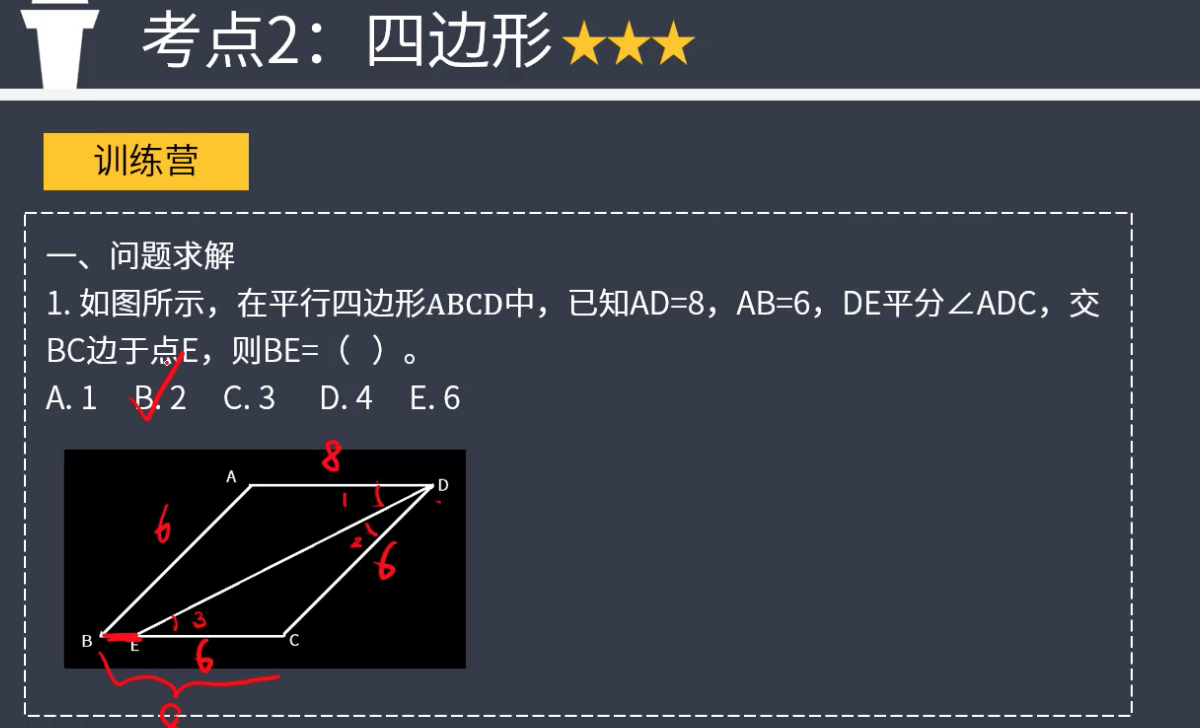 考点2：四边形★★★
训练营
一、问题求解
1. 如图所示，在平行四边形ABCD中，已知AD=8，AB=6，DE平分∠ADC，交
BC边于点E，则BE=（ ）。
A. 1 B. 2 C. 3 D. 4 E. 6
8
A
D
1
6
2
6
3
B
E
C
6
8